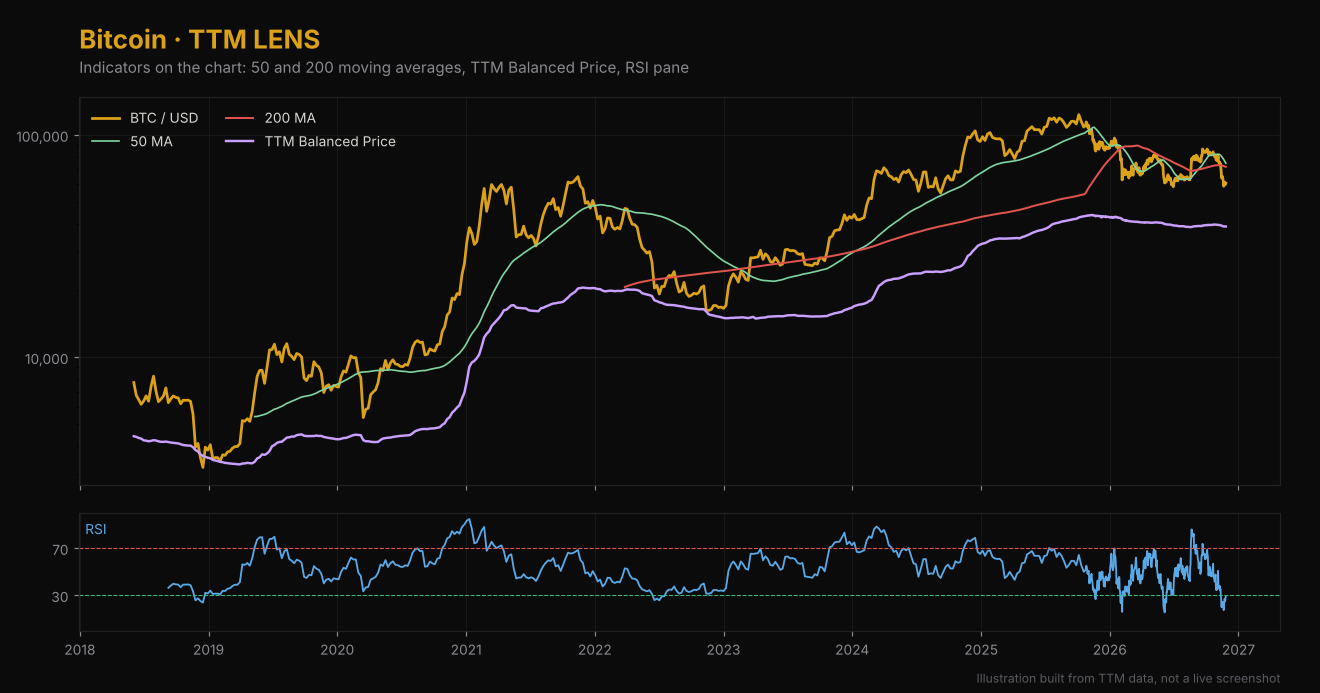 Bitcoin · TTM LENS
Indicators on the chart: 50 and 200 moving averages, TTM Balanced Price, RSI pane
BTC / USD
200 MA
50 MA
TTM Balanced Price
100,000
10,000
RSI
70
30
2018 2019 2020 2021 2022 2023 2024 2025 2026 2027
Illustration built from TTM data, not a live screenshot